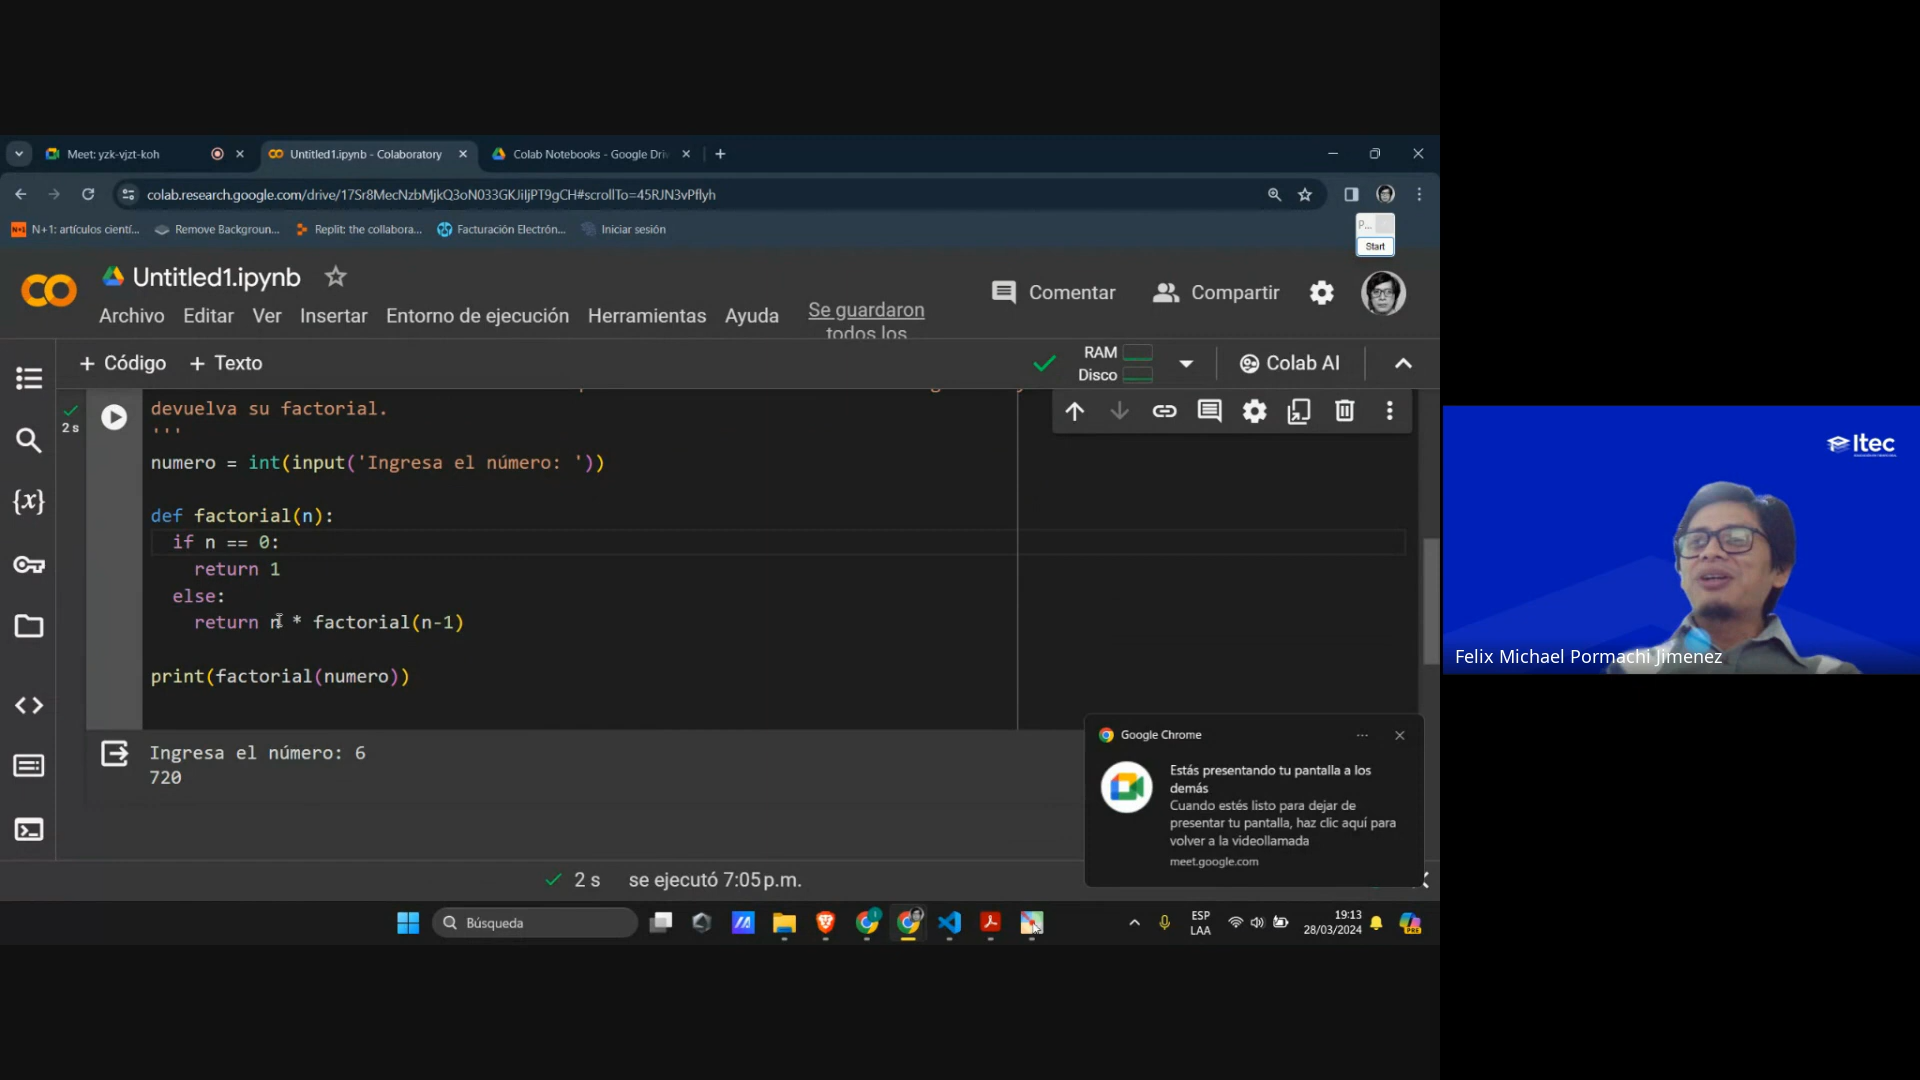 Meet: yzk-vjzt-koh
Untitled1.ipynb - Colaboratory
Colab Notebooks - Google Dri
colab.research.google.com/drive/17Sr8MecNzbMjkQ3oN033GKJiIjPT9gCH#scrollTo=45RJN3vPflyh
N+1: artículos cientí...
Remove Backgroun...
Replit: the collabora...
Facturación Electrón...
Iniciar sesión
P...
Start
Untitled1.ipynb
Comentar
Compartir
Archivo Editar Ver Insertar Entorno de ejecución Herramientas Ayuda
Se guardaron
todos los
+ Código + Texto
RAM
Disco
Colab AI
2 s
devuelva su factorial.
'''
numero = int(input('Ingresa el número: '))
def factorial(n):
if n == 0:
return 1
else:
return n * factorial(n-1)
print(factorial(numero))
Ingresa el número: 6
720
Google Chrome
Estás presentando tu pantalla a los
demás
Cuando estés listo para dejar de
presentar tu pantalla, haz clic aquí para
volver a la videollamada
meet.google.com
2 s se ejecutó 7:05 p.m.
Búsqueda
ESP
LAA
19:13
28/03/2024
PRE
Itec
Felix Michael Pormachi Jimenez